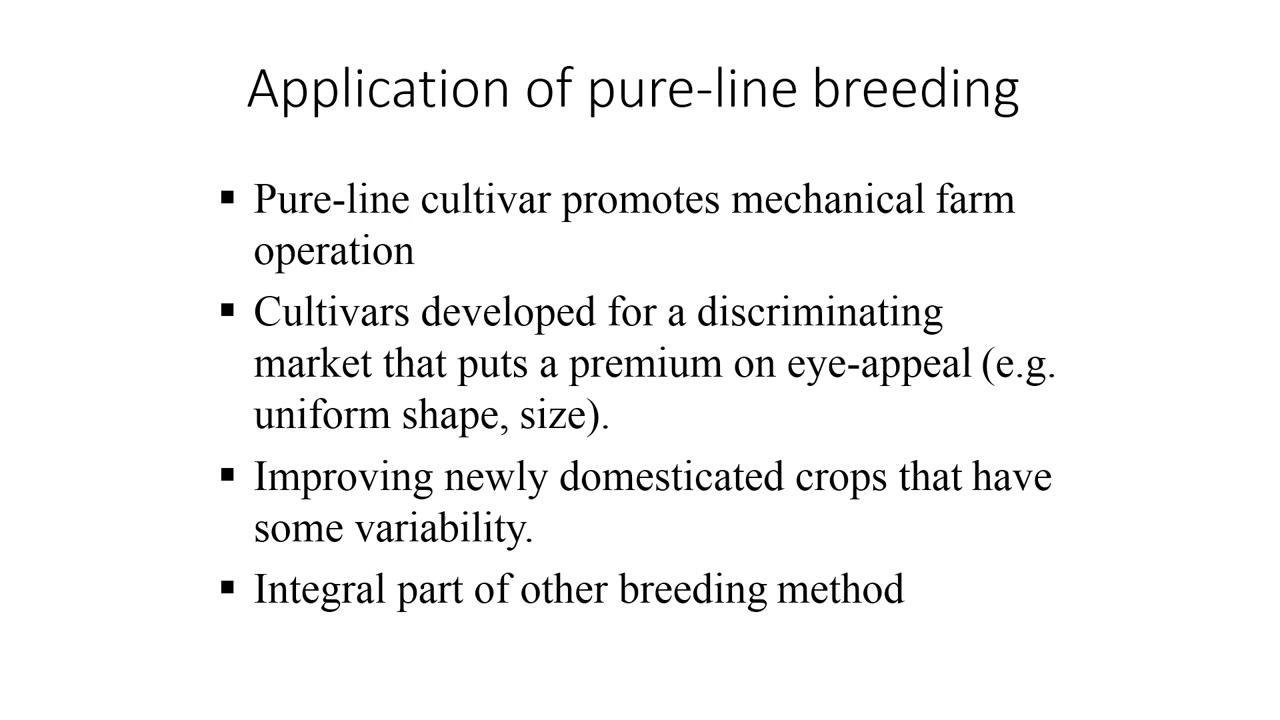 Application of pure-line breeding
▪ Pure-line cultivar promotes mechanical farm
operation
▪ Cultivars developed for a discriminating
market that puts a premium on eye-appeal (e.g.
uniform shape, size).
▪ Improving newly domesticated crops that have
some variability.
▪ Integral part of other breeding method